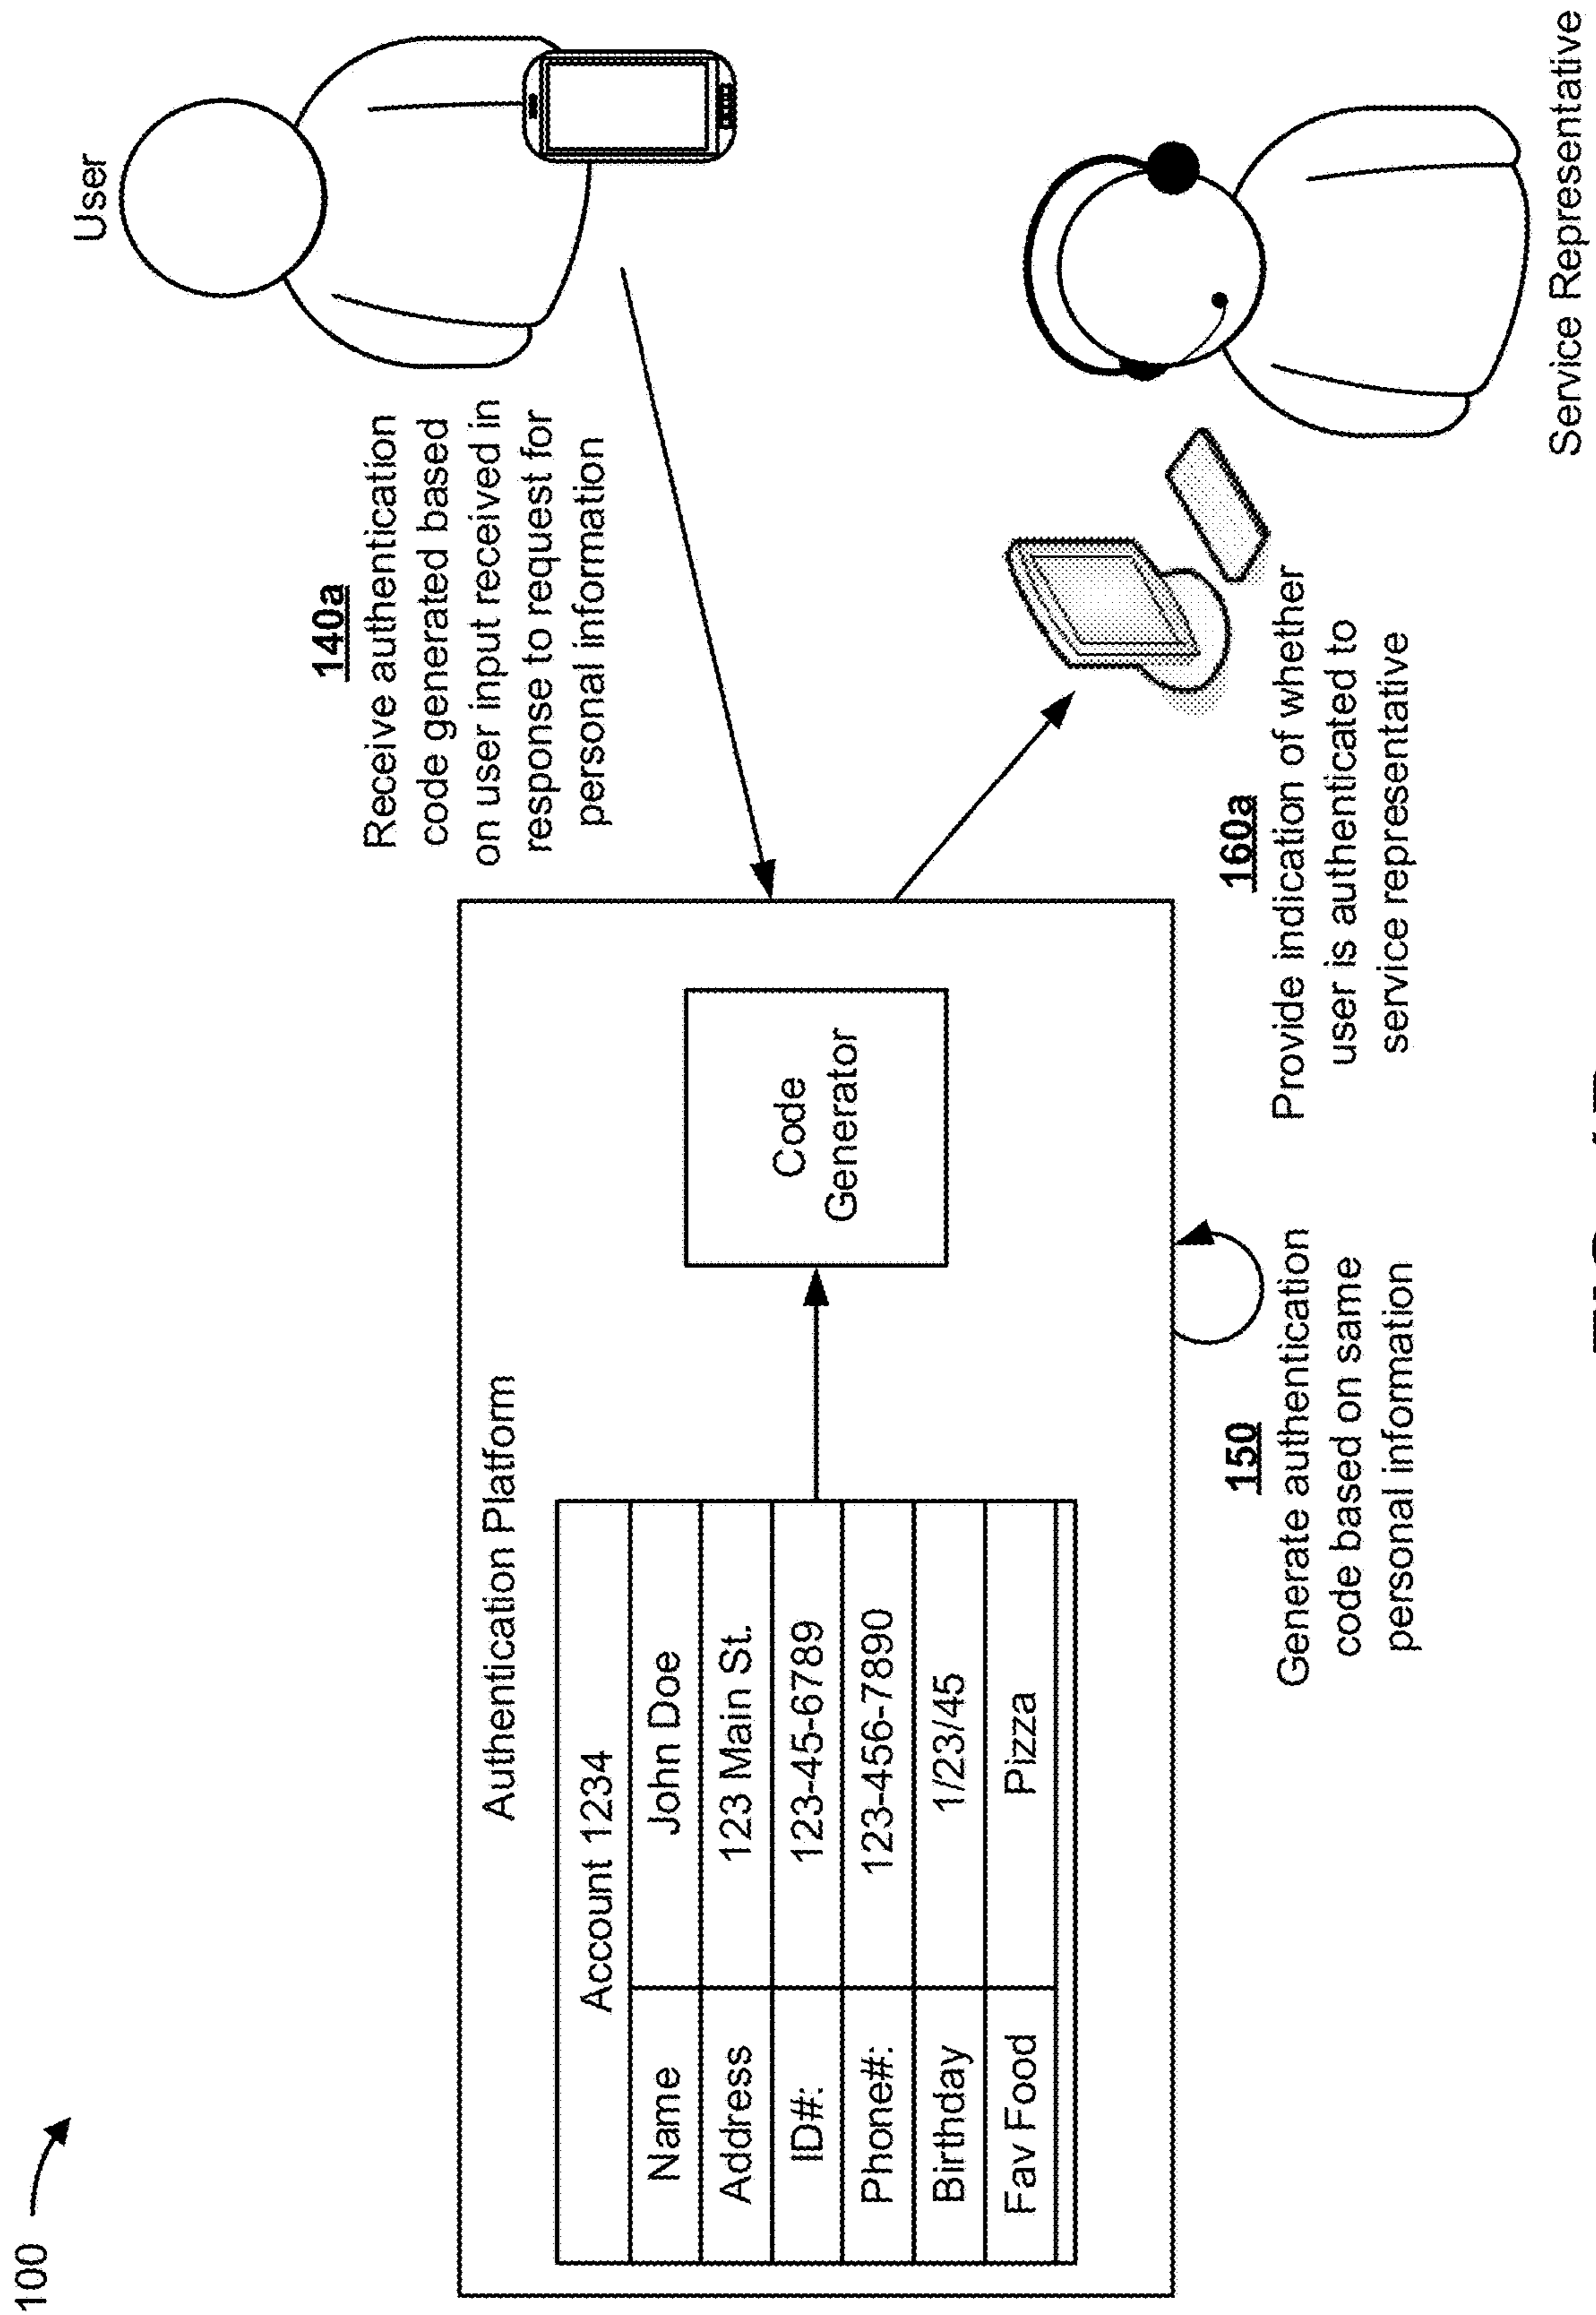 100
User
140a
Receive authentication
code generated based
on user input received in
response to request for
personal information
Authentication Platform
Account 1234
Name John Doe
Address 123 Main St.
ID#: 123-45-6789
Phone#: 123-456-7890
Birthday 1/23/45
Fav Food Pizza
Code
Generator
150
Generate authentication
code based on same
personal information
160a
Provide indication of whether
user is authenticated to
service representative
Service Representative